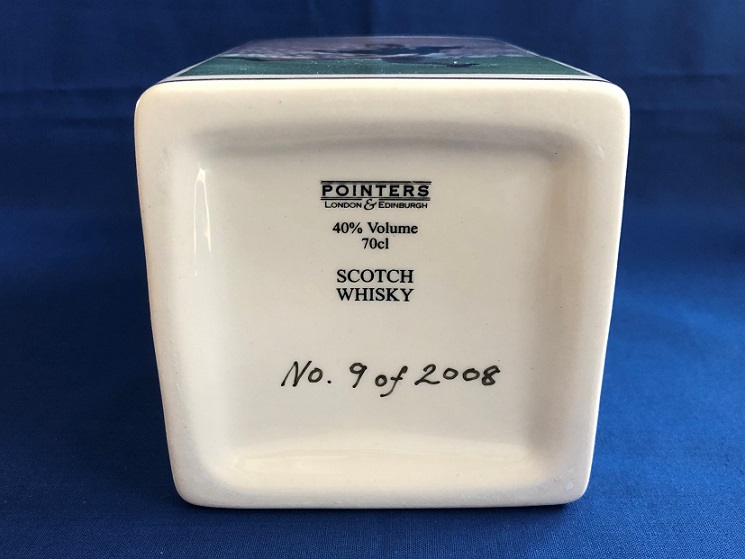 POINTERS
LONDON & EDINBURGH
40% Volume
70cl
SCOTCH
WHISKY
No. 9 of 2008